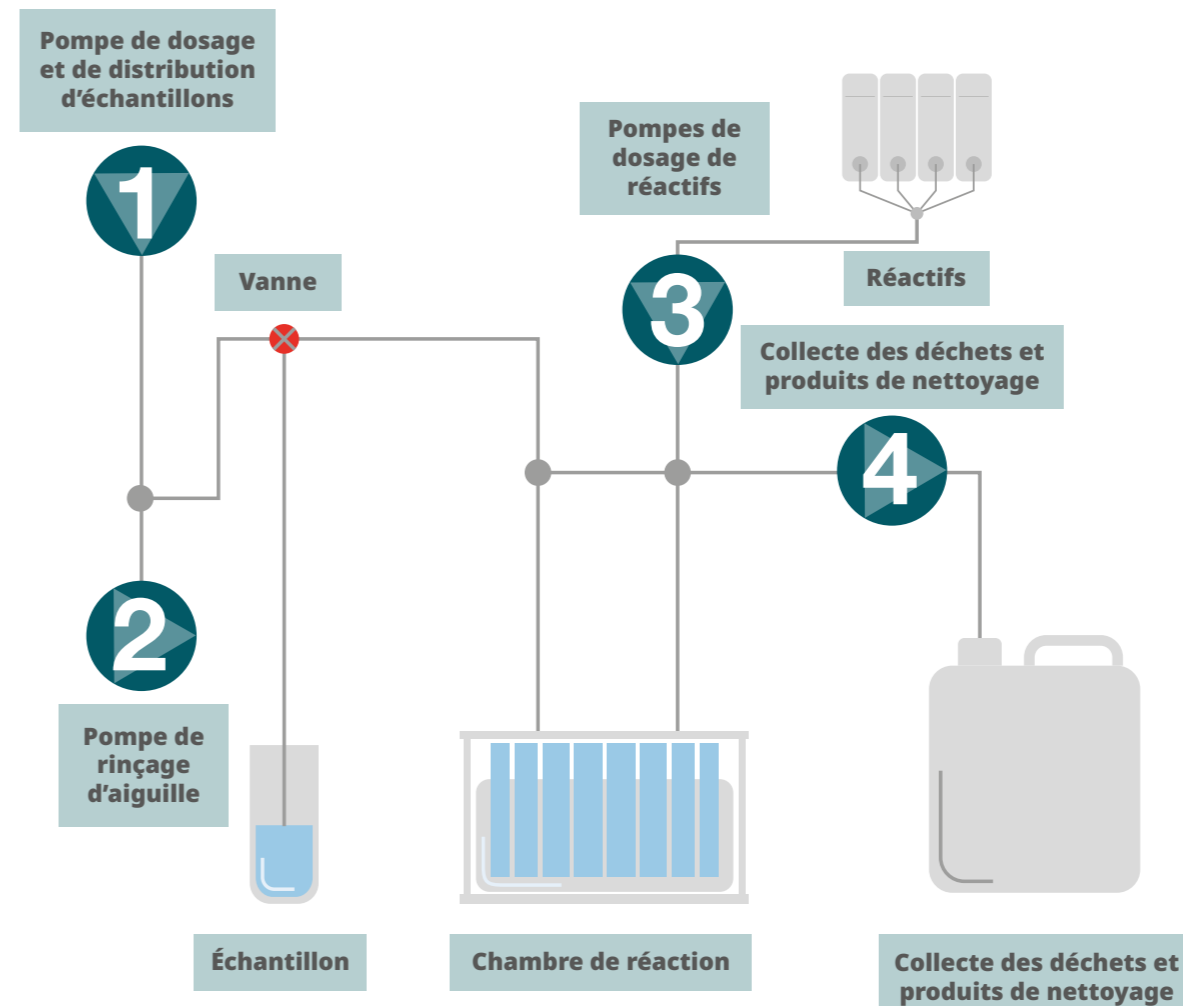 Pompe de dosage
et de distribution
d’échantillons
1
Vanne
2
Pompe de
rinçage
d’aiguille
Pompes de
dosage de
réactifs
3
Réactifs
Collecte des déchets et
produits de nettoyage
4
Échantillon
Chambre de réaction
Collecte des déchets et
produits de nettoyage